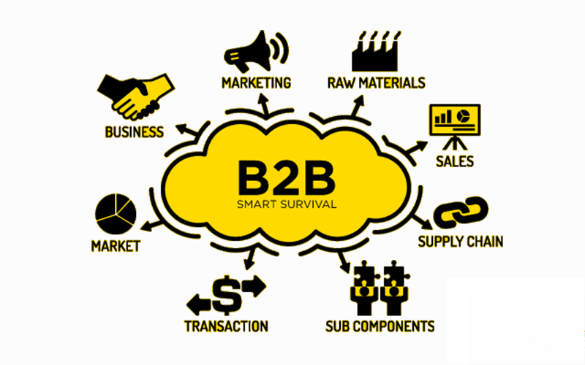 MARKETING
RAW MATERIALS
BUSINESS
SALES
B2B
SMART SURVIVAL
MARKET
SUPPLY CHAIN
$
TRANSACTION
SUB COMPONENTS